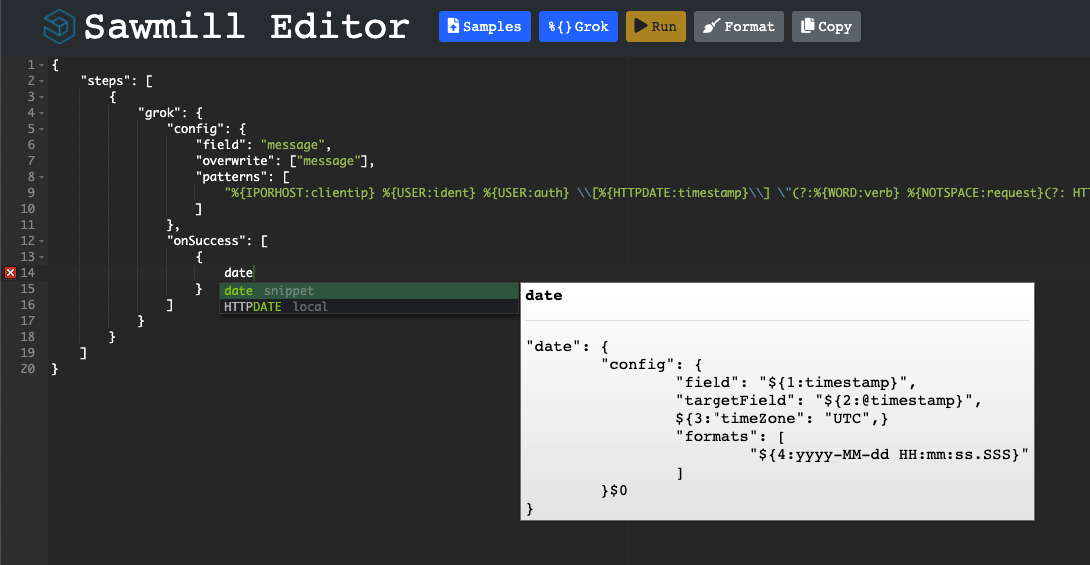 Sawmill Editor
Samples
%{} Grok
Run
Format
Copy
1 {
2 "steps": [
3 {
4 "grok": {
5 "config": {
6 "field": "message",
7 "overwrite": ["message"],
8 "patterns": [
9 "%{IPORHOST:clientip} %{USER:ident} %{USER:auth} \\[%{HTTPDATE:timestamp}\\] \"(?:%{WORD:verb} %{NOTSPACE:request}(?: HT
10 ]
11 },
12 "onSuccess": [
13 {
14 date
15 }
16 ]
17 }
18 }
19 ]
20 }
date snippet
HTTPDATE local
date
"date": {
"config": {
"field": "${1:timestamp}",
"targetField": "${2:@timestamp}",
${3:"timeZone": "UTC",}
"formats": [
"${4:yyyy-MM-dd HH:mm:ss.SSS}"
]
}$0
}